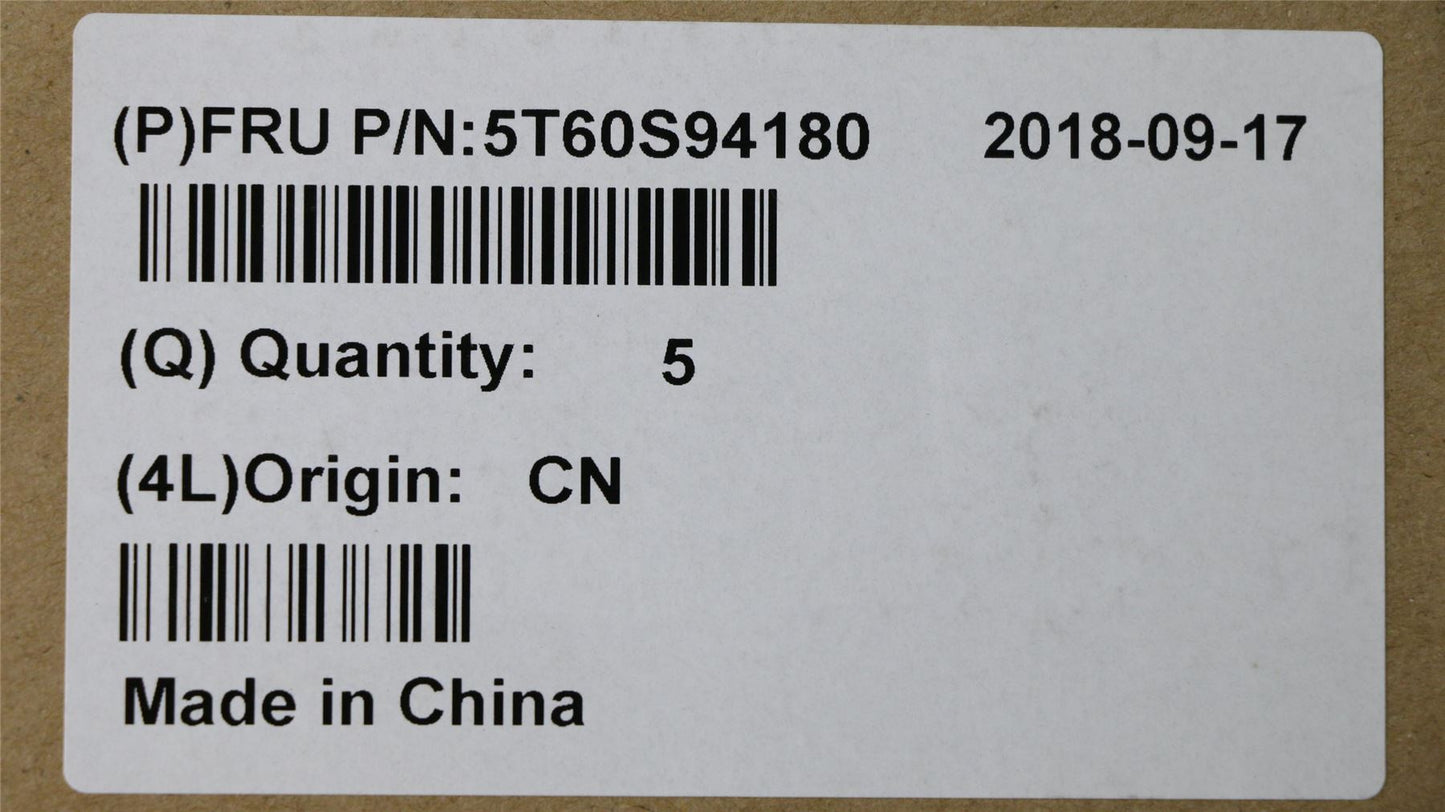 (P)FRU P/N:5T60S94180 2018-09-17
(Q) Quantity: 5
(4L)Origin: CN
Made in China